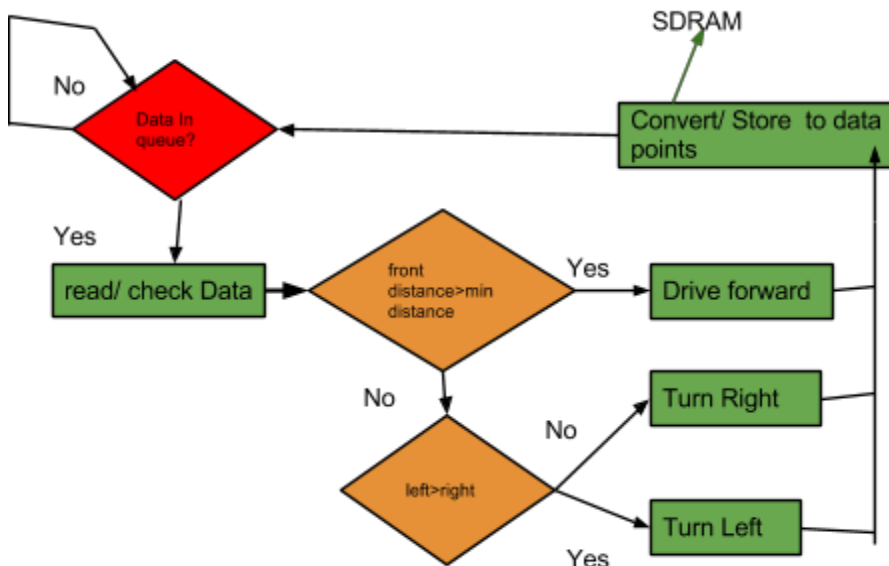 SDRAM
No
Data In
queue?
Convert/ Store to data
points
Yes
read/ check Data
front
distance>min
distance
Yes
Drive forward
No
Turn Right
No
left>right
Turn Left
Yes